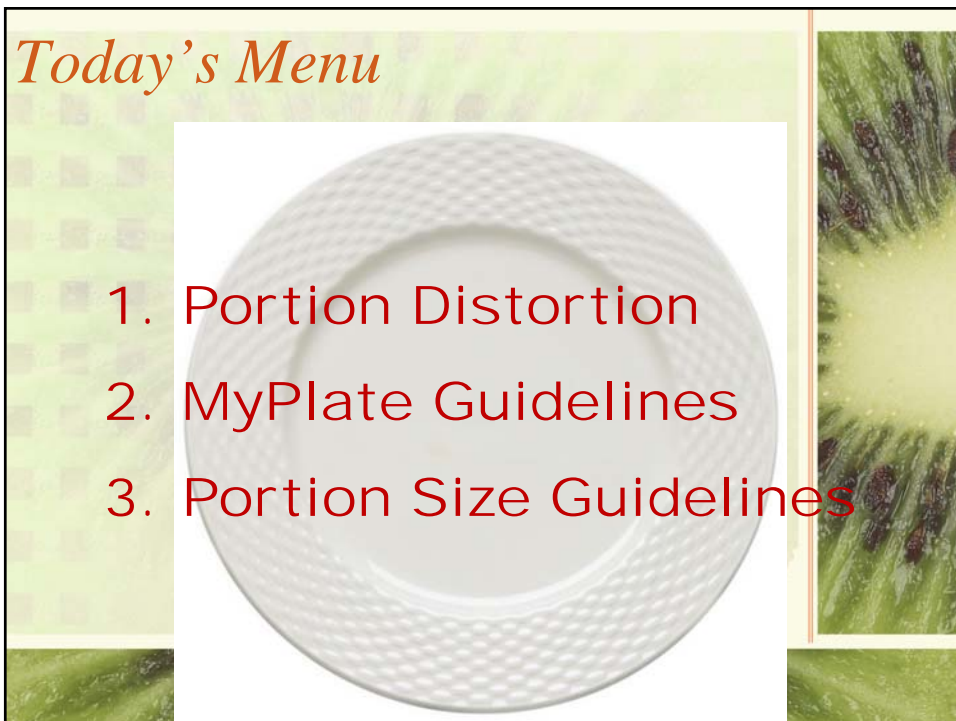 Today's Menu
1. Portion Distortion
2. MyPlate Guidelines
3. Portion Size Guidelines